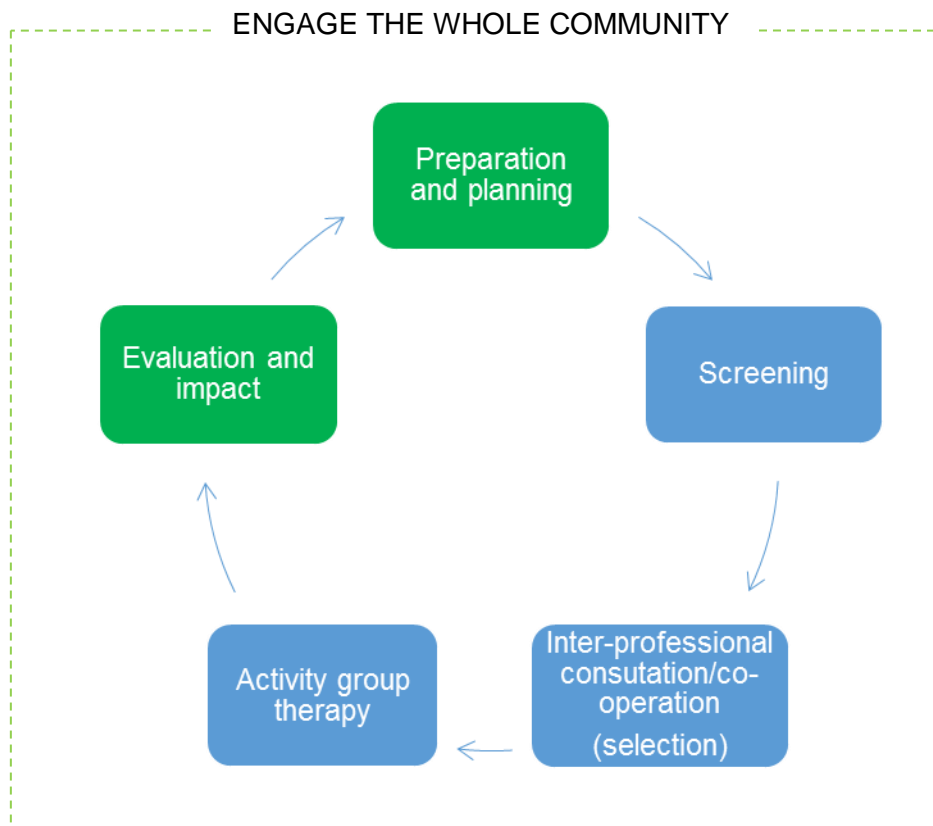 ENGAGE THE WHOLE COMMUNITY
Preparation
and planning
Screening
Inter-professional
consutation/co-
operation
(selection)
Activity group
therapy
Evaluation and
impact